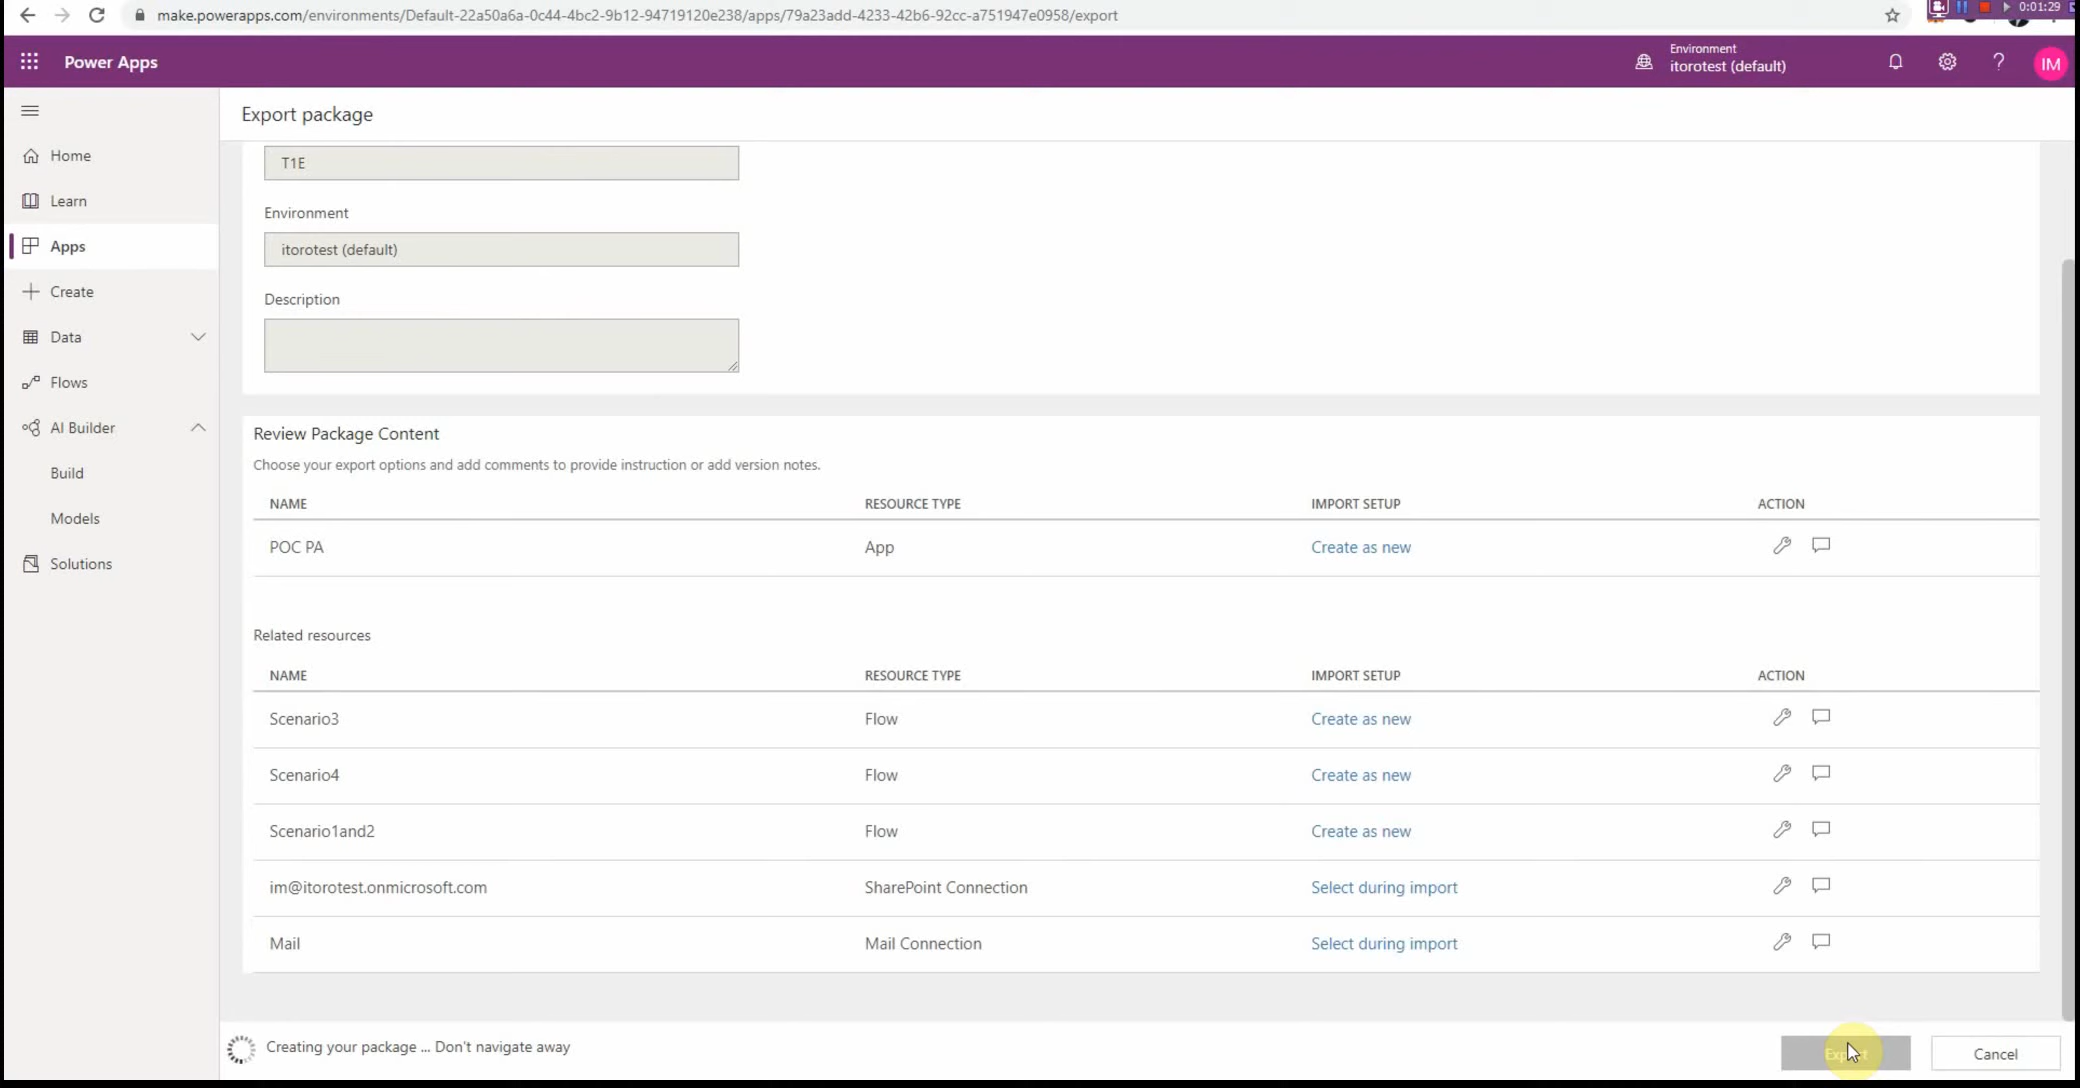 make.powerapps.com/environments/Default-22a50a6a-0c44-4bc2-9b12-94719120e238/apps/79a23add-4233-42b6-92cc-a751947e0958/export
0:01:29
Power Apps
Environment
itorotest (default)
?
IM
Export package
Home
Learn
Apps
Create
Data
Flows
AI Builder
Build
Models
Solutions
T1E
Environment
itorotest (default)
Description
Review Package Content
Choose your export options and add comments to provide instruction or add version notes.
NAME RESOURCE TYPE IMPORT SETUP ACTION
POC PA App Create as new
Related resources
NAME RESOURCE TYPE IMPORT SETUP ACTION
Scenario3 Flow Create as new
Scenario4 Flow Create as new
Scenario1and2 Flow Create as new
im@itorotest.onmicrosoft.com SharePoint Connection Select during import
Mail Mail Connection Select during import
Creating your package ... Don't navigate away
Export
Cancel